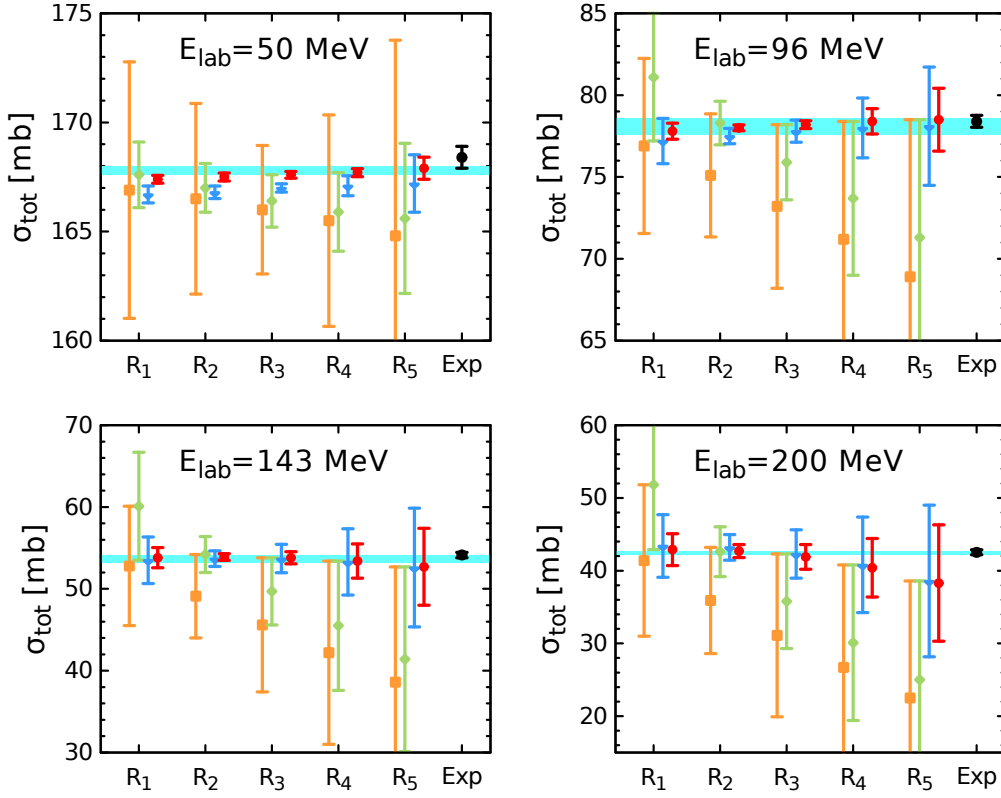 175
170
165
160
σtot [mb]
Elab=50 MeV
R1 R2 R3 R4 R5 Exp
85
80
75
70
65
σtot [mb]
Elab=96 MeV
R1 R2 R3 R4 R5 Exp
70
60
50
40
30
σtot [mb]
Elab=143 MeV
R1 R2 R3 R4 R5 Exp
60
50
40
30
20
σtot [mb]
Elab=200 MeV
R1 R2 R3 R4 R5 Exp